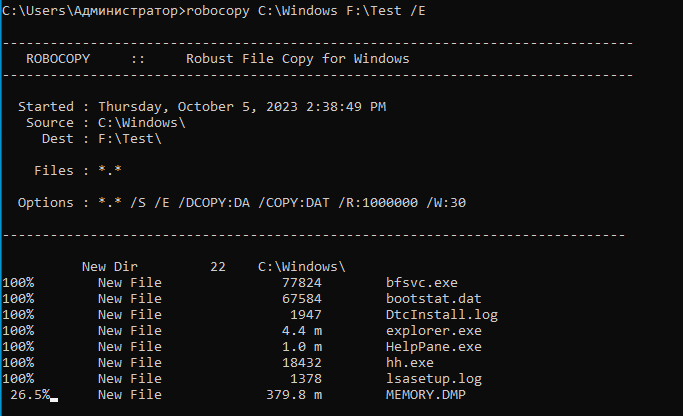 C:\Users\Администратор>robocopy C:\Windows F:\Test /E
-------------------------------------------------------------------------------
   ROBOCOPY     ::     Robust File Copy for Windows
-------------------------------------------------------------------------------
  Started : Thursday, October 5, 2023 2:38:49 PM
   Source : C:\Windows\
     Dest : F:\Test\
    Files : *.*
  Options : *.* /S /E /DCOPY:DA /COPY:DAT /R:1000000 /W:30
------------------------------------------------------------------------------
          New Dir         22    C:\Windows\
100%        New File               77824        bfsvc.exe
100%        New File               67584        bootstat.dat
100%        New File                1947        DtcInstall.log
100%        New File               4.4 m        explorer.exe
100%        New File               1.0 m        HelpPane.exe
100%        New File               18432        hh.exe
100%        New File                1378        lsasetup.log
 26.5%      New File             379.8 m        MEMORY.DMP